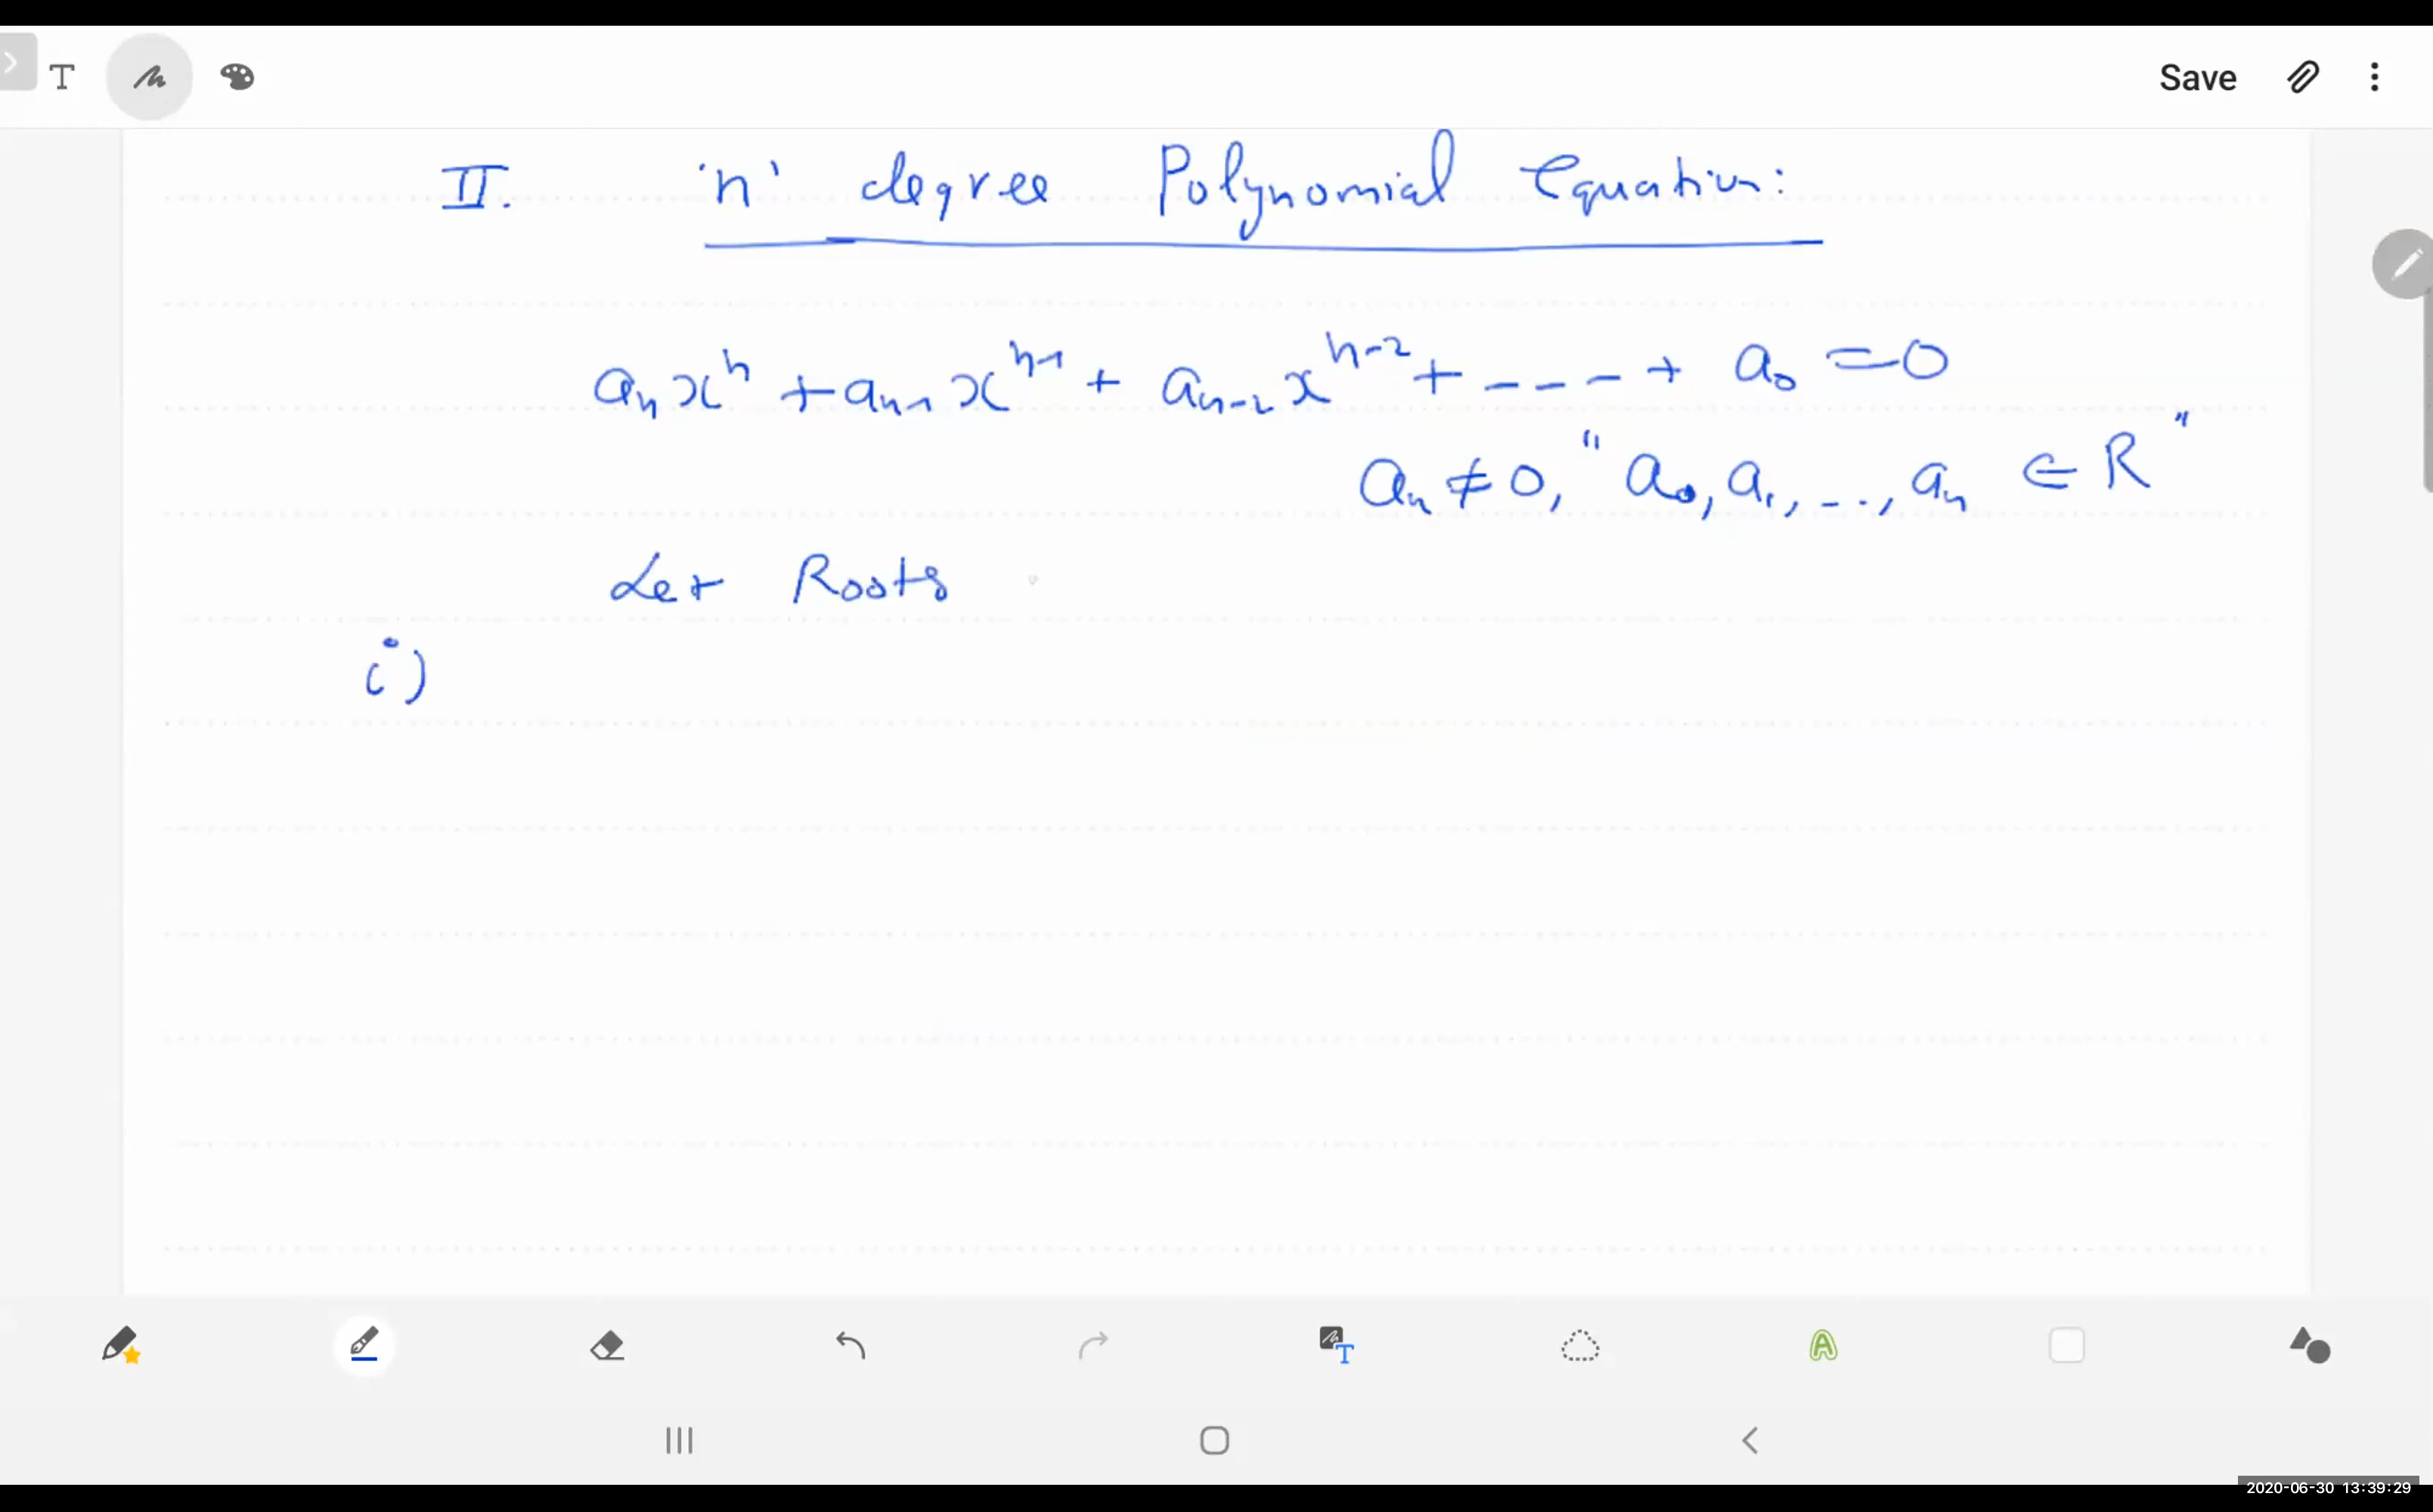 T Save
II. 'n' degree Polynomial Equation:
aₙxⁿ + aₙ₋₁xⁿ⁻¹ + aₙ₋₂xⁿ⁻² + ---- + a₀ = 0
aₙ ≠ 0, "a₀, a₁, ..., aₙ ∈ R"
Let Roots
i)
T A
2020-06-30 13:39:29